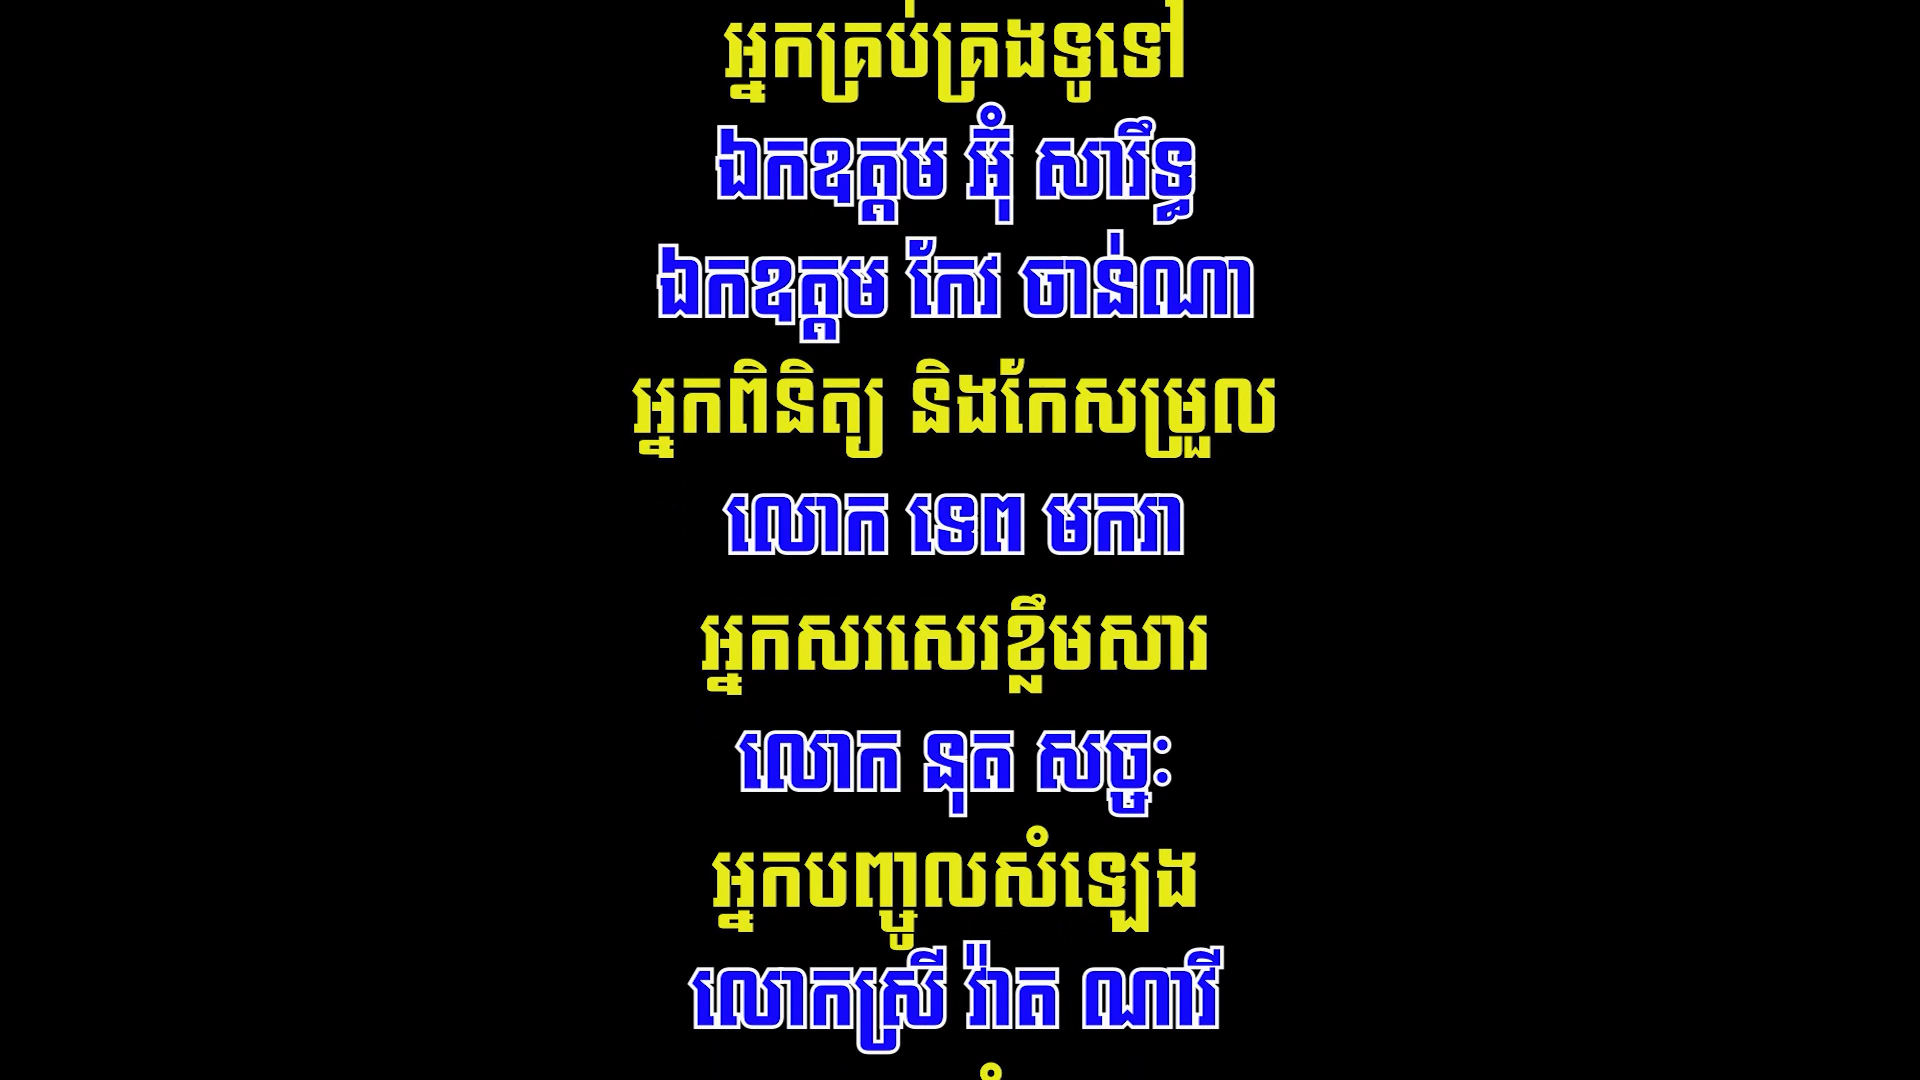 អ្នកគ្រប់គ្រងទូទៅ
ឯកឧត្តម អ៊ុំ សារឹទ្ធ
ឯកឧត្តម កែវ ចាន់ណា
អ្នកពិនិត្យ និងកែសម្រួល
លោក ទេព មករា
អ្នកសរសេរខ្លឹមសារ
លោក នុត សច្ចៈ
អ្នកបញ្ចូលសំឡេង
លោកស្រី វ៉ាត ណាវី